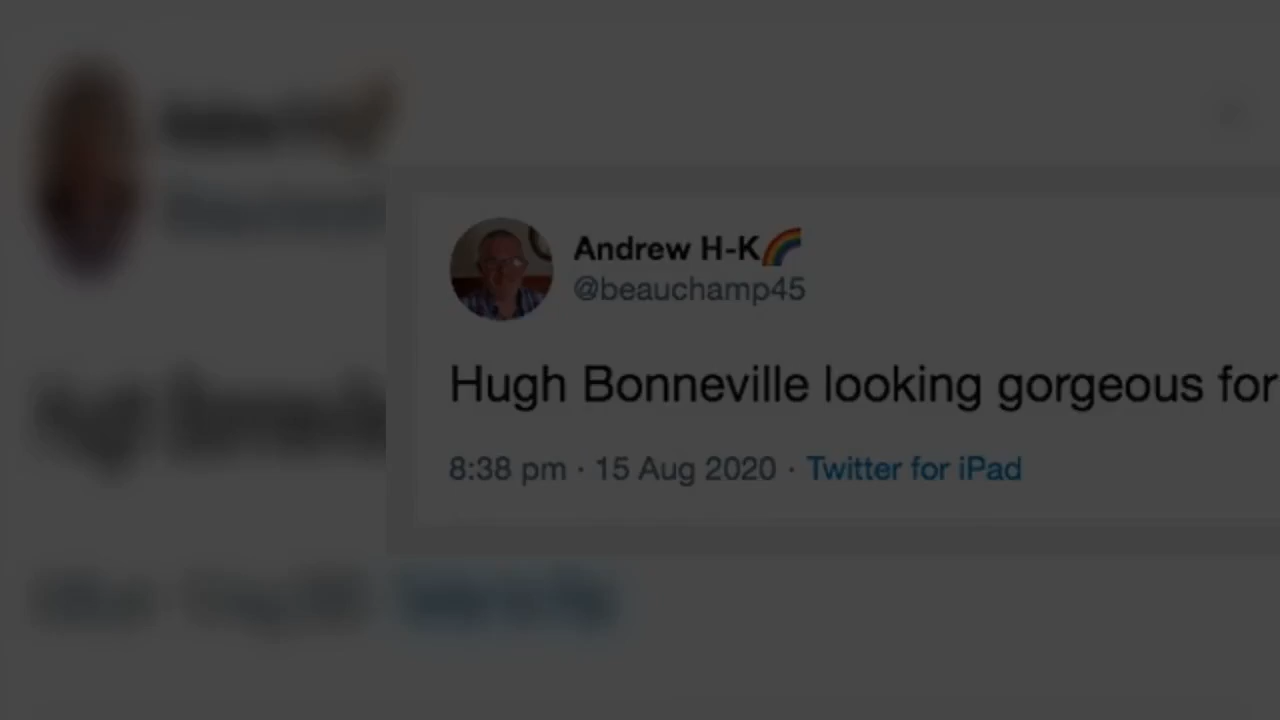 Andrew H-K🌈
@beauchamp45
Hugh Bonneville looking gorgeous for
8:38 pm · 15 Aug 2020 · Twitter for iPad